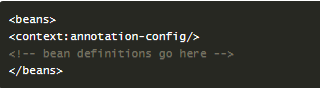 <beans>
<context:annotation-config/>
<!-- bean definitions go here -->
</beans>